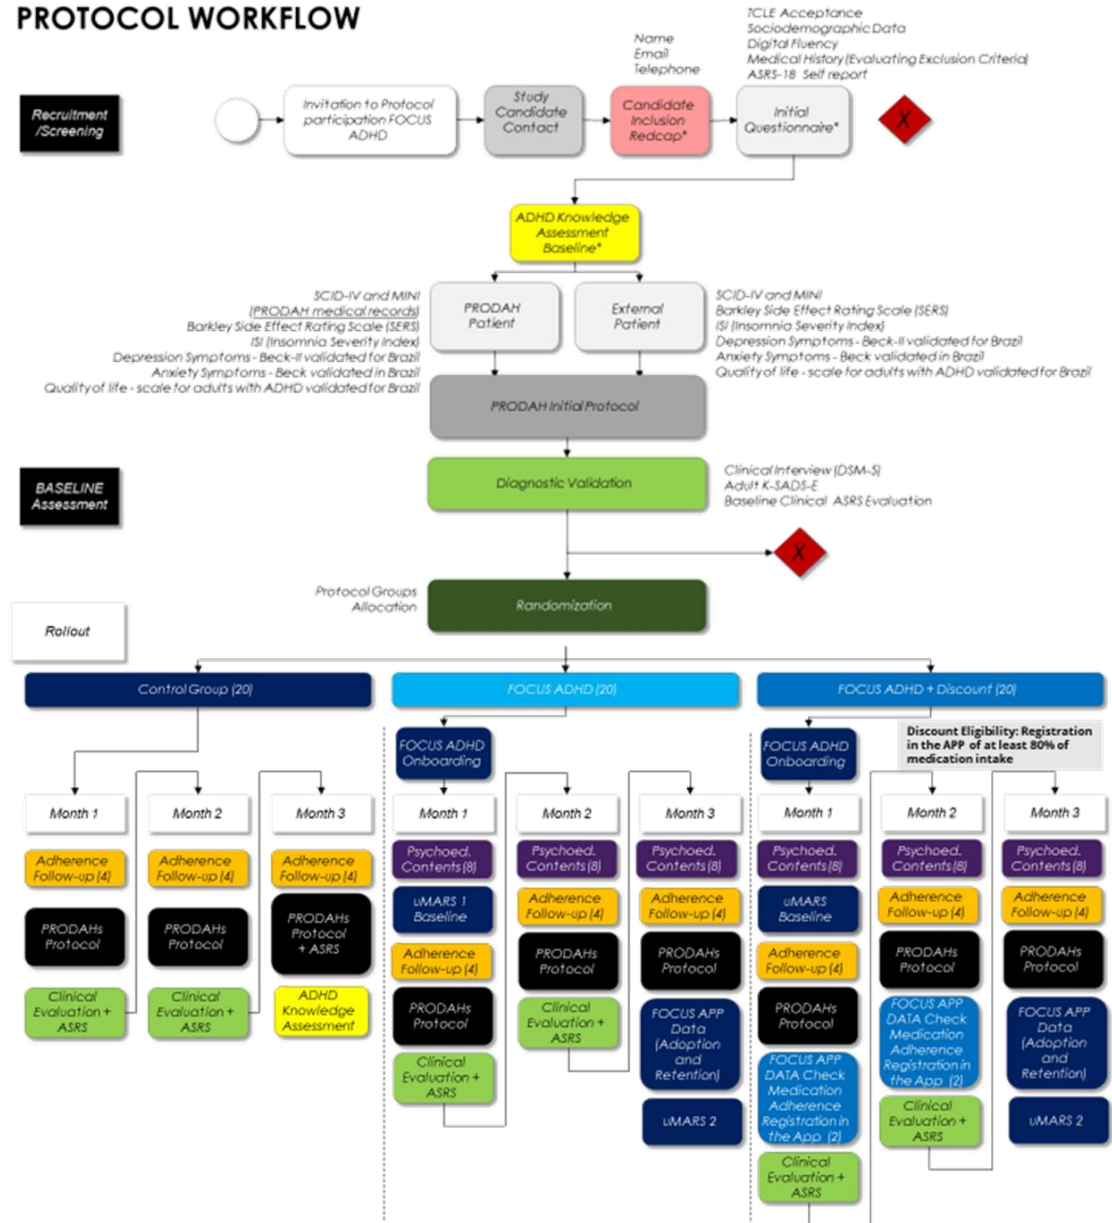 PROTOCOL WORKFLOW
TCLE Acceptance
Sociodemographic Data
Digital Fluency
Medical History (Evaluating Exclusion Criteria)
ASRS-18 Self report
Name
Email
Telephone
Recruitment
/Screening
Invitation to Protocol
participation FOCUS
ADHD
Study
Candidate
Contact
Candidate
Inclusion
Redcap*
Initial
Questionnaire*
X
ADHD Knowledge
Assessment
Baseline*
SCID-IV and MINI
(PRODAH medical records)
Barkley Side Effect Rating Scale (SERS)
ISI (Insomnia Severity Index)
Depression Symptoms - Beck-II validated for Brazil
Anxiety Symptoms - Beck validated in Brazil
Quality of life - scale for adults with ADHD validated for Brazil
PRODAH
Patient
External
Patient
SCID-IV and MINI
Barkley Side Effect Rating Scale (SERS)
ISI (Insomnia Severity Index)
Depression Symptoms - Beck-II validated for Brazil
Anxiety Symptoms - Beck validated in Brazil
Quality of life - scale for adults with ADHD validated for Brazil
PRODAH Initial Protocol
BASELINE
Assessment
Diagnostic Validation
Clinical Interview (DSM-5)
Adult K-SADS-E
Baseline Clinical ASRS Evaluation
X
Protocol Groups
Allocation
Randomization
Rollout
Control Group (20)
FOCUS ADHD (20)
FOCUS ADHD + Discount (20)
FOCUS ADHD
Onboarding
FOCUS ADHD
Onboarding
Discount Eligibility: Registration
in the APP of at least 80% of
medication intake
Month 1
Month 2
Month 3
Month 1
Month 2
Month 3
Month 1
Month 2
Month 3
Adherence
Follow-up (4)
PRODAHs
Protocol
Clinical
Evaluation +
ASRS
Adherence
Follow-up (4)
PRODAHs
Protocol
Clinical
Evaluation +
ASRS
Adherence
Follow-up (4)
PRODAHs
Protocol
+ ASRS
ADHD
Knowledge
Assessment
Psychoed.
Contents (8)
uMARS 1
Baseline
Adherence
Follow-up (4)
PRODAHs
Protocol
Clinical
Evaluation +
ASRS
Psychoed.
Contents (8)
Adherence
Follow-up (4)
PRODAHs
Protocol
Clinical
Evaluation +
ASRS
Psychoed.
Contents (8)
Adherence
Follow-up (4)
PRODAHs
Protocol
FOCUS APP
Data
(Adoption
and
Retention)
uMARS 2
Psychoed.
Contents (8)
uMARS
Baseline
Adherence
Follow-up (4)
PRODAHs
Protocol
FOCUS APP
DATA Check
Medication
Adherence
Registration in
the App (2)
Clinical
Evaluation +
ASRS
Psychoed.
Contents (8)
Adherence
Follow-up (4)
PRODAHs
Protocol
FOCUS APP
DATA Check
Medication
Adherence
Registration in
the App (2)
Clinical
Evaluation +
ASRS
Psychoed.
Contents (8)
Adherence
Follow-up (4)
PRODAHs
Protocol
FOCUS APP
Data
(Adoption
and
Retention)
uMARS 2